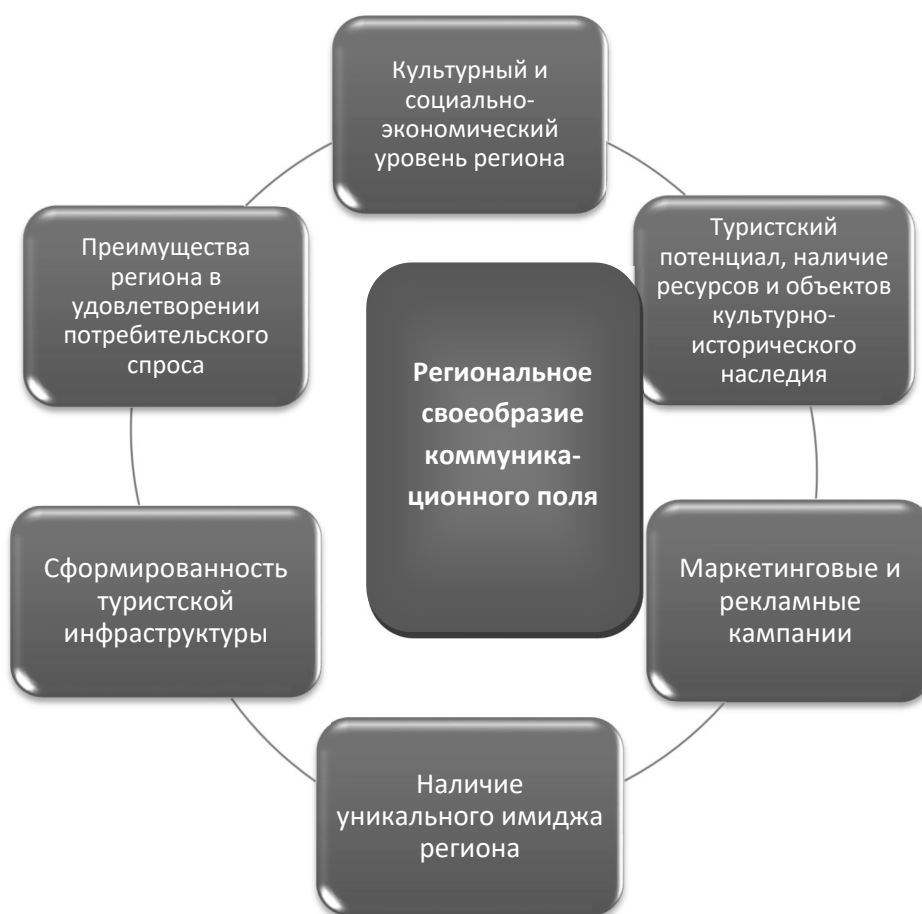 Культурный и
социально-
экономический
уровень региона
Туристский
потенциал, наличие
ресурсов и объектов
культурно-
исторического
наследия
Маркетинговые и
рекламные
кампании
Наличие
уникального имиджа
региона
Сформированность
туристской
инфраструктуры
Преимущества
региона в
удовлетворении
потребительского
спроса
Региональное
своеобразие
коммуника-
ционного поля